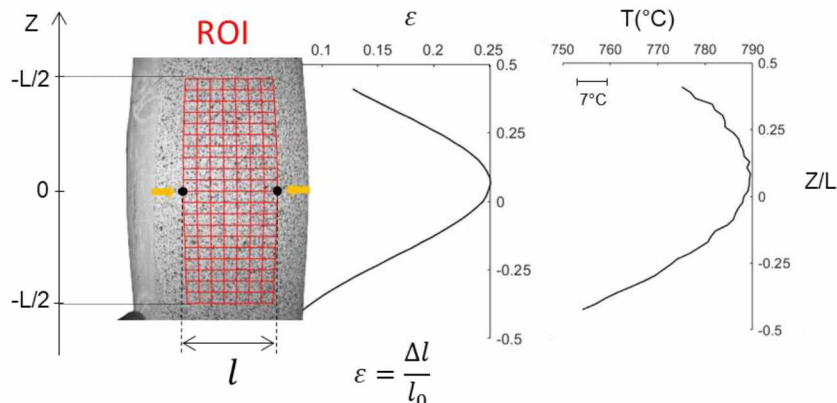 Z ROI ε T(°C)
0.1 0.15 0.2 0.25 750 760 770 780 790
-L/2 0.5 0.5
7°C
0.25 0.25
0 0 0 Z/L
-0.25 -0.25
-L/2
-0.5 -0.5
l ε = Δl / l₀